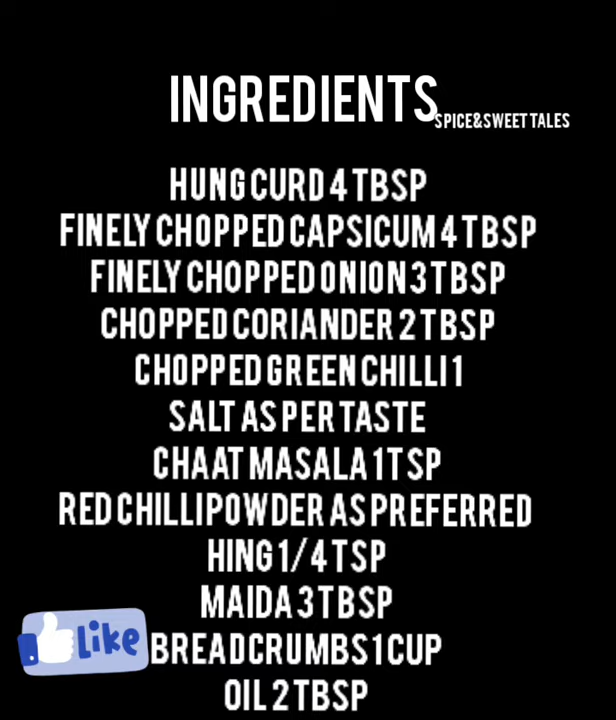 INGREDIENTS
SPICE&SWEET TALES
HUNG CURD 4 TBSP
FINELY CHOPPED CAPSICUM 4 TBSP
FINELY CHOPPED ONION 3 TBSP
CHOPPED CORIANDER 2 TBSP
CHOPPED GREEN CHILLI 1
SALT AS PER TASTE
CHAAT MASALA 1 TSP
RED CHILLI POWDER AS PREFERRED
HING 1/4 TSP
MAIDA 3 TBSP
Like
BREADCRUMBS 1 CUP
OIL 2 TBSP